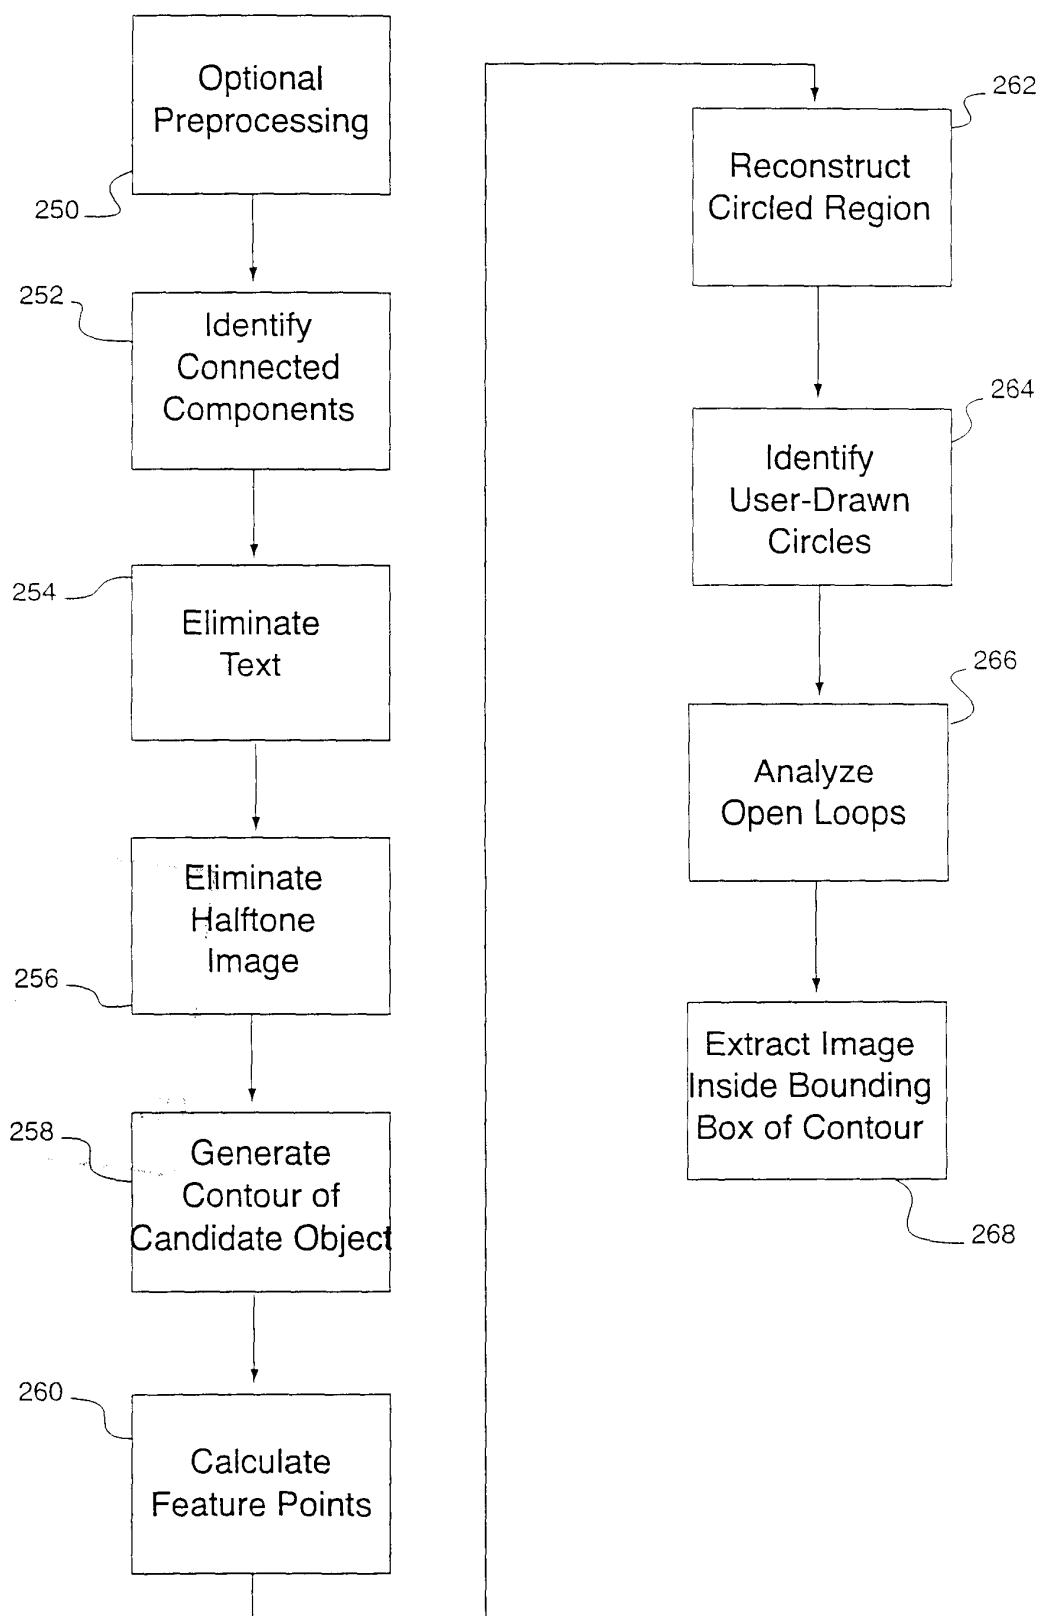 Optional
Preprocessing
250
252
Identify
Connected
Components
254
Eliminate
Text
Eliminate
Halftone
Image
256
258
Generate
Contour of
Candidate Object
260
Calculate
Feature Points
262
Reconstruct
Circled Region
264
Identify
User-Drawn
Circles
266
Analyze
Open Loops
Extract Image
Inside Bounding
Box of Contour
268